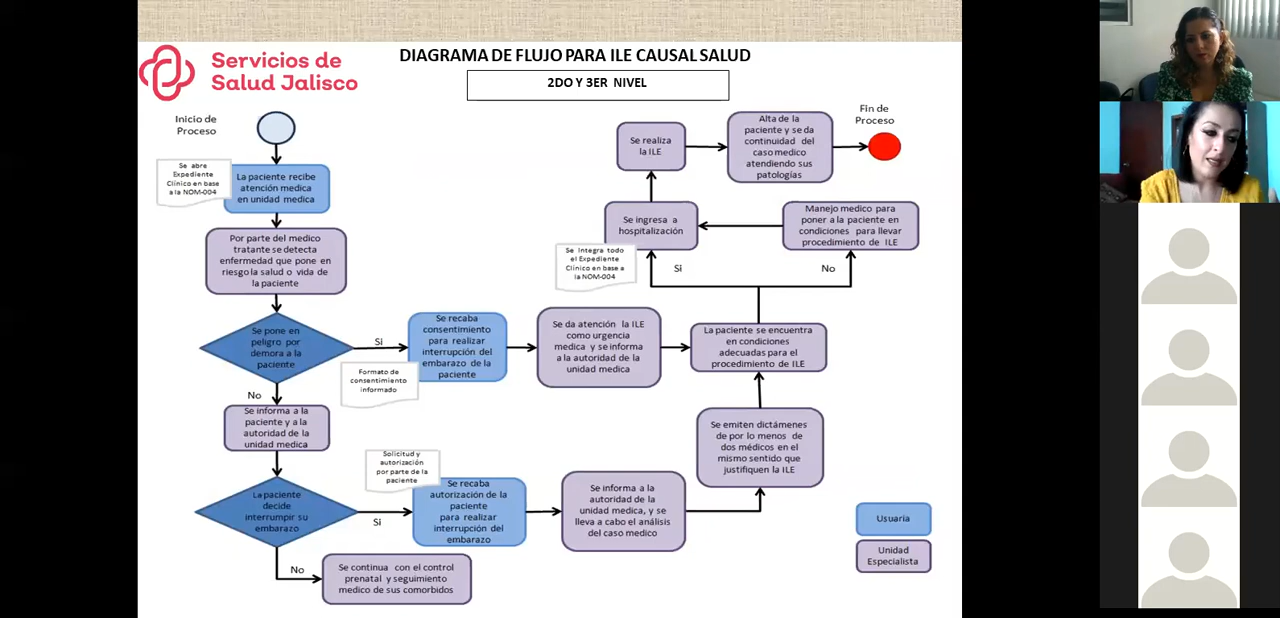 DIAGRAMA DE FLUJO PARA ILE CAUSAL SALUD
2DO Y 3ER NIVEL
Servicios de
Salud Jalisco
Inicio de
Proceso
Se abre
Expediente
Clínico en base
a la NOM-004
La paciente recibe
atención medica
en unidad medica
Por parte del medico
tratante se detecta
enfermedad que pone en
riesgo la salud o vida de
la paciente
Se pone en
peligro por
demora a la
paciente
Si
Formato de
consentimiento
informado
Se recaba
consentimiento
para realizar
interrupción del
embarazo de la
paciente
Se da atención la ILE
como urgencia
medica y se informa
a la autoridad de la
unidad medica
La paciente se encuentra
en condiciones
adecuadas para el
procedimiento de ILE
No
Se informa a la
paciente y a la
autoridad de la
unidad medica
La paciente
decide
interrumpir su
embarazo
Si
Solicitud y
autorización
por parte de la
paciente
Se recaba
autorización de la
paciente
para realizar
interrupción del
embarazo
Se informa a la
autoridad de la
unidad medica, y se
lleva a cabo el análisis
del caso medico
Se emiten dictámenes
de por lo menos de
dos médicos en el
mismo sentido que
justifiquen la ILE
No
Se continua con el control
prenatal y seguimiento
medico de sus comorbidos
Si
No
Se Integra todo
el Expediente
Clínico en base a
la NOM-004
Se ingresa a
hospitalización
Manejo medico para
poner a la paciente en
condiciones para llevar
procedimiento de ILE
Se realiza
la ILE
Alta de la
paciente y se da
continuidad del
caso medico
atendiendo sus
patologías
Fin de
Proceso
Usuaria
Unidad
Especialista